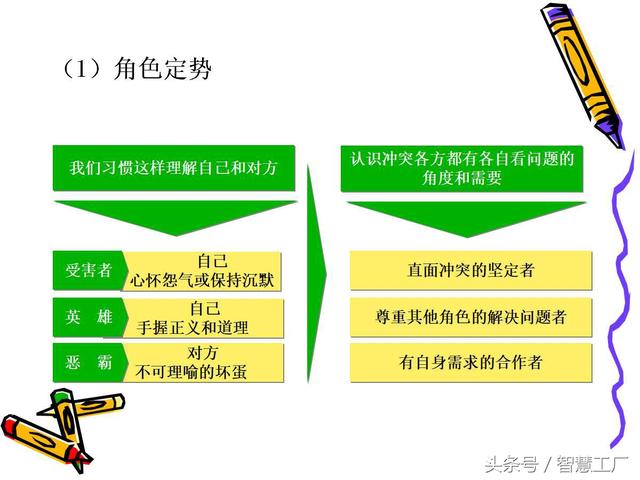 （1）角色定势
我们习惯这样理解自己和对方
认识冲突各方都有各自看问题的
角度和需要
受害者
自己
心怀怨气或保持沉默
直面冲突的坚定者
英 雄
自己
手握正义和道理
尊重其他角色的解决问题者
恶 霸
对方
不可理喻的坏蛋
有自身需求的合作者
头条号 / 智慧工厂